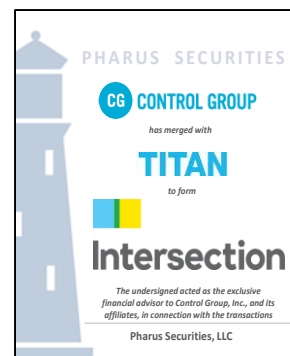 PHARUS SECURITIES
CG CONTROL GROUP
has merged with
TITAN
to form
Intersection
The undersigned acted as the exclusive
financial advisor to Control Group, Inc., and its
affiliates, in connection with the transactions
Pharus Securities, LLC